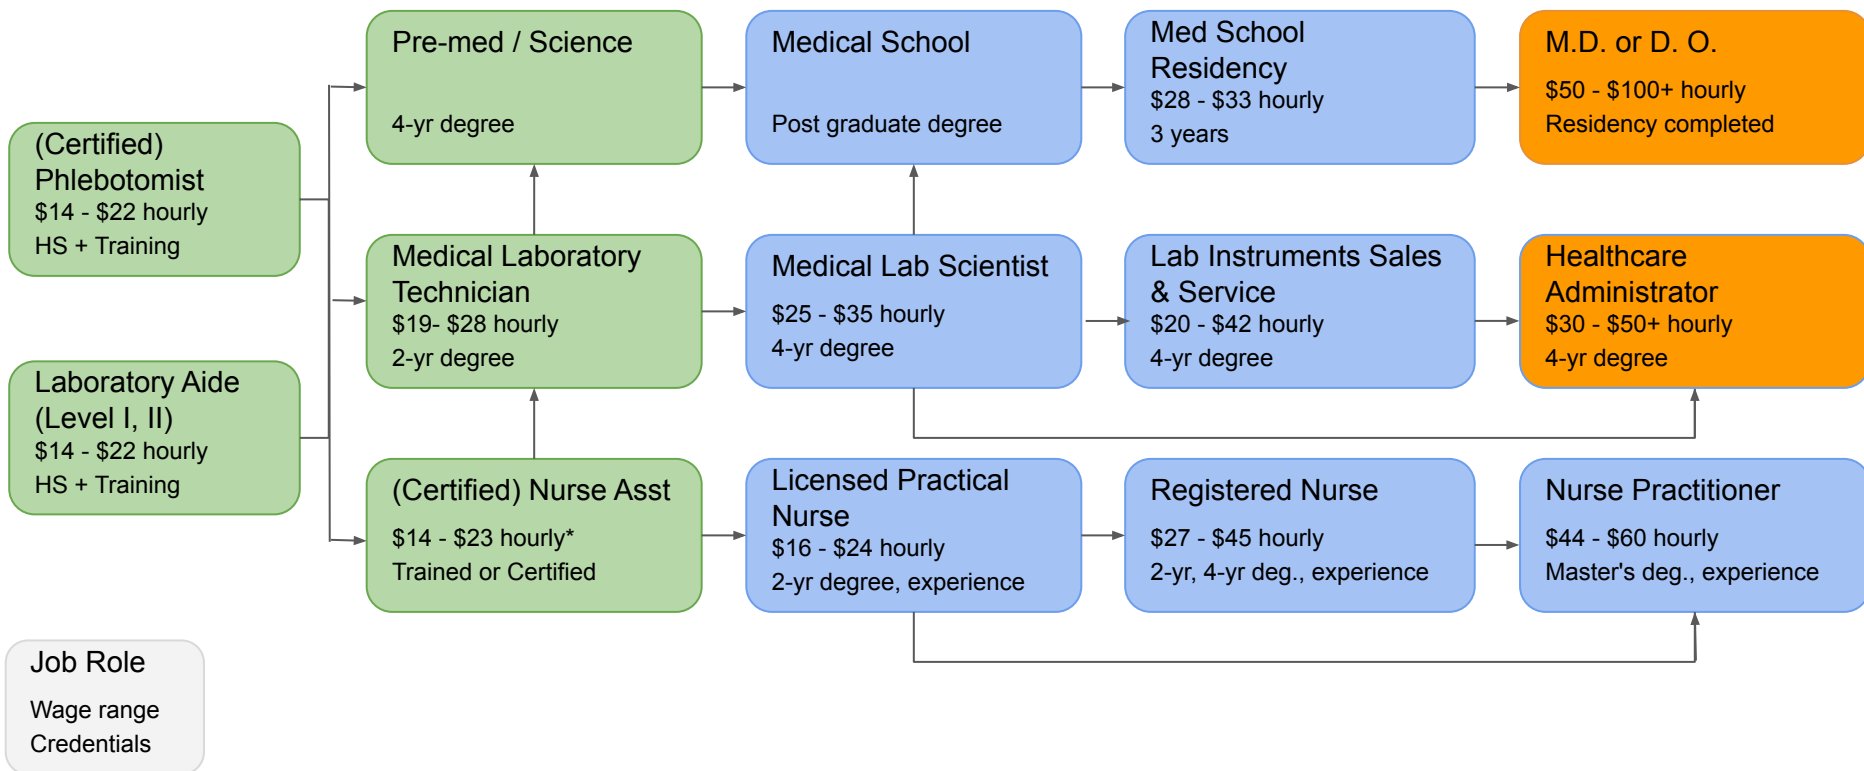 Pre-med / Science
4-yr degree
Medical School
Post graduate degree
Med School
Residency
$28 - $33 hourly
3 years
M.D. or D. O.
$50 - $100+ hourly
Residency completed
(Certified)
Phlebotomist
$14 - $22 hourly
HS + Training
Medical Laboratory
Technician
$19- $28 hourly
2-yr degree
Medical Lab Scientist
$25 - $35 hourly
4-yr degree
Lab Instruments Sales
& Service
$20 - $42 hourly
4-yr degree
Healthcare
Administrator
$30 - $50+ hourly
4-yr degree
Laboratory Aide
(Level I, II)
$14 - $22 hourly
HS + Training
(Certified) Nurse Asst
$14 - $23 hourly*
Trained or Certified
Licensed Practical
Nurse
$16 - $24 hourly
2-yr degree, experience
Registered Nurse
$27 - $45 hourly
2-yr, 4-yr deg., experience
Nurse Practitioner
$44 - $60 hourly
Master's deg., experience
Job Role
Wage range
Credentials